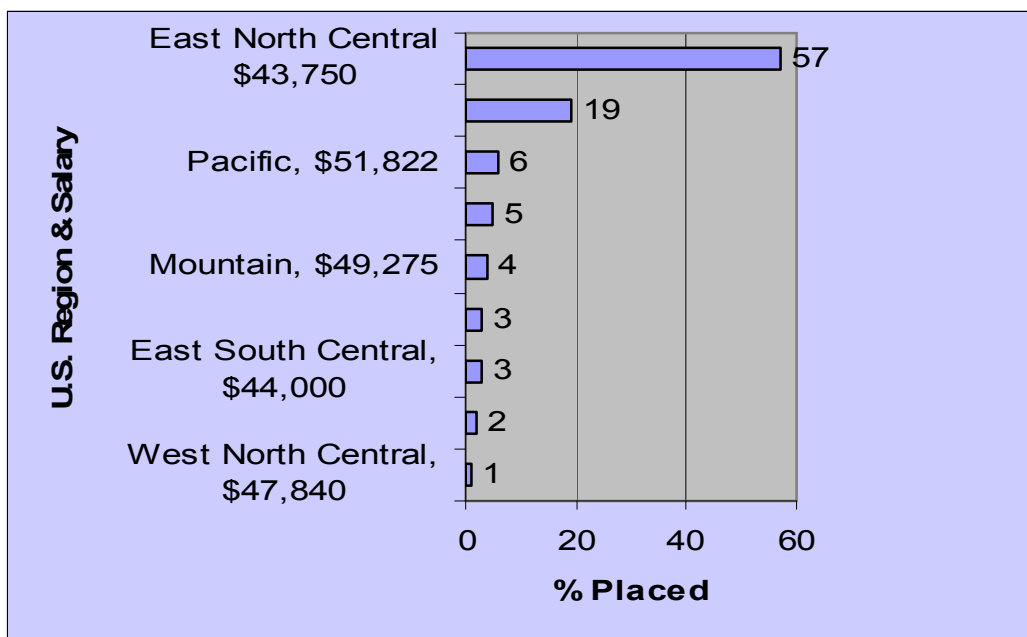 East North Central
$43,750
57
19
Pacific, $51,822
6
5
Mountain, $49,275
4
3
East South Central,
$44,000
3
2
West North Central,
$47,840
1
0 20 40 60
% Placed
U.S. Region & Salary